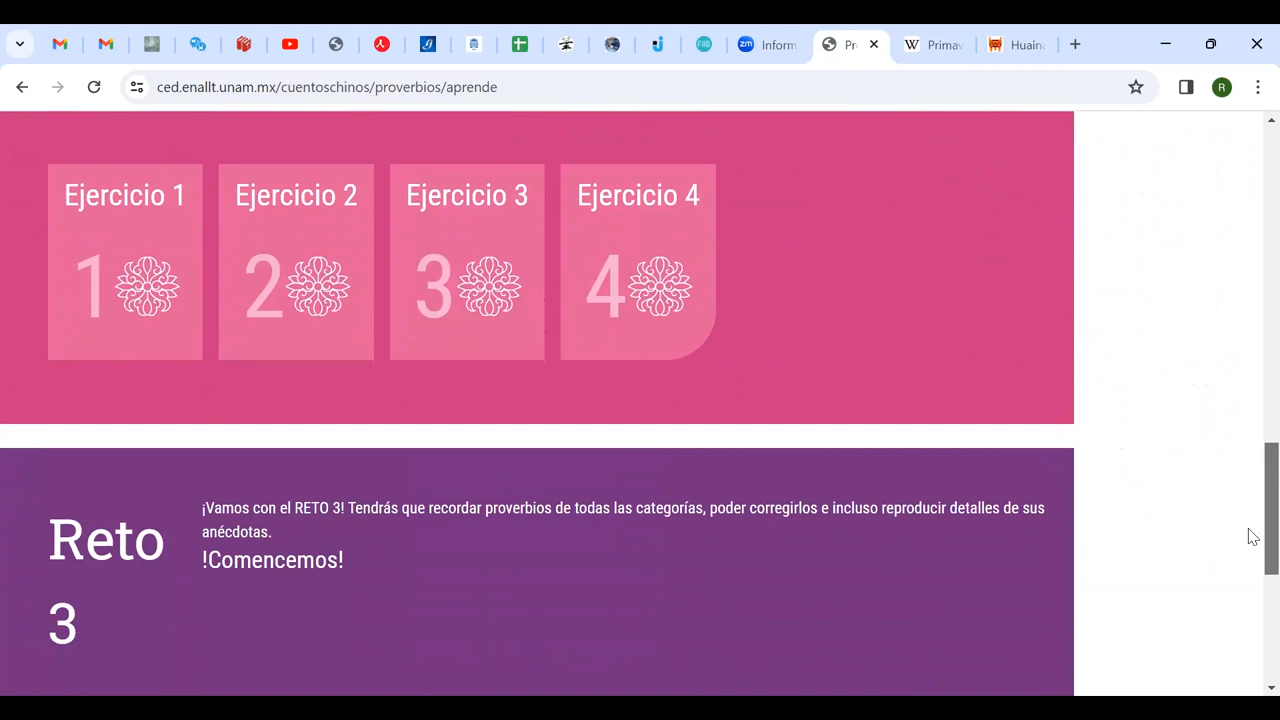 Inform
Pr
Primav
Huain
ced.enallt.unam.mx/cuentoschinos/proverbios/aprende
R
Ejercicio 1
Ejercicio 2
Ejercicio 3
Ejercicio 4
1
2
3
4
Reto
3
¡Vamos con el RETO 3! Tendrás que recordar proverbios de todas las categorías, poder corregirlos e incluso reproducir detalles de sus
anécdotas.
!Comencemos!